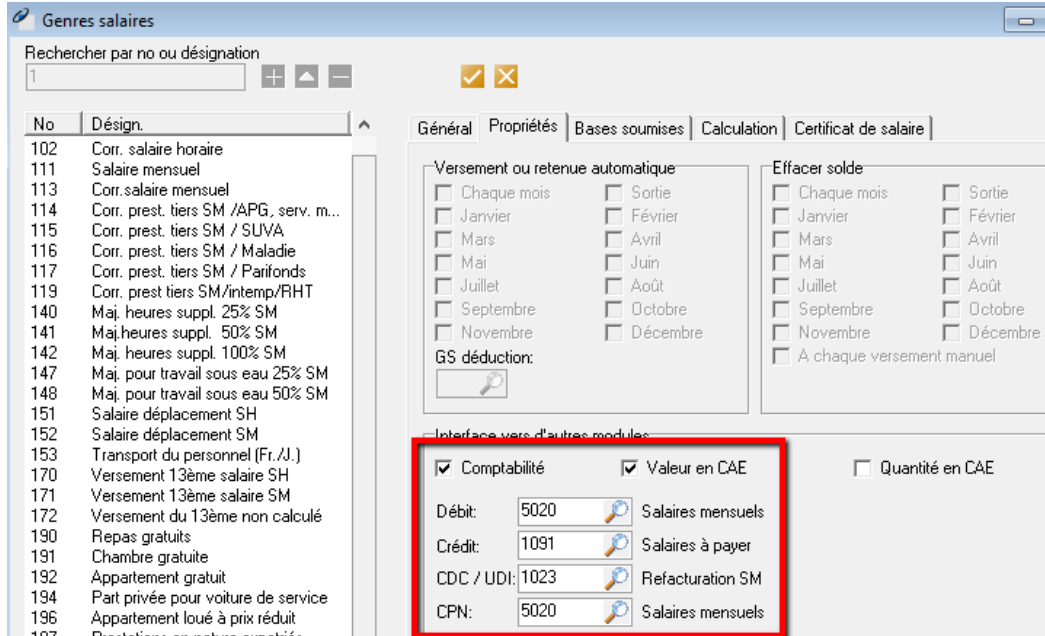 Genres salaires
Rechercher par no ou désignation
1
No Désign.
102 Corr. salaire horaire
111 Salaire mensuel
113 Corr.salaire mensuel
114 Corr. prest. tiers SM /APG, serv. m...
115 Corr. prest. tiers SM / SUVA
116 Corr. prest. tiers SM / Maladie
117 Corr. prest. tiers SM / Parifonds
119 Corr. prest tiers SM/intemp/RHT
140 Maj. heures suppl. 25% SM
141 Maj.heures suppl. 50% SM
142 Maj. heures suppl. 100% SM
147 Maj. pour travail sous eau 25% SM
148 Maj. pour travail sous eau 50% SM
151 Salaire déplacement SH
152 Salaire déplacement SM
153 Transport du personnel (Fr./J.)
170 Versement 13ème salaire SH
171 Versement 13ème salaire SM
172 Versement du 13ème non calculé
190 Repas gratuits
191 Chambre gratuite
192 Appartement gratuit
194 Part privée pour voiture de service
196 Appartement loué à prix réduit
Général Propriétés Bases soumises Calculation Certificat de salaire
Versement ou retenue automatique
Chaque mois Sortie
Janvier Février
Mars Avril
Mai Juin
Juillet Août
Septembre Octobre
Novembre Décembre
GS déduction:
Effacer solde
Chaque mois Sortie
Janvier Février
Mars Avril
Mai Juin
Juillet Août
Septembre Octobre
Novembre Décembre
A chaque versement manuel
Interface vers d'autres modules
Comptabilité Valeur en CAE Quantité en CAE
Débit: 5020 Salaires mensuels
Crédit: 1091 Salaires à payer
CDC / UDI: 1023 Refacturation SM
CPN: 5020 Salaires mensuels